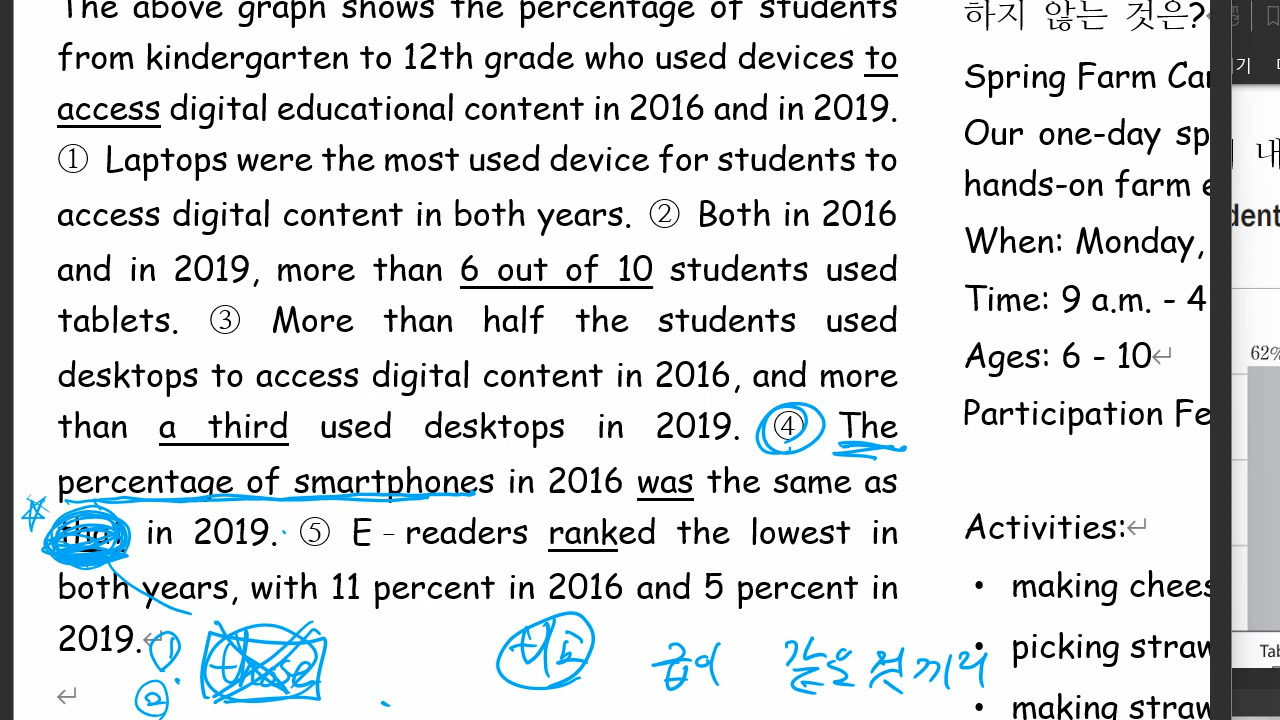 The above graph shows the percentage of students
from kindergarten to 12th grade who used devices to
access digital educational content in 2016 and in 2019.
① Laptops were the most used device for students to
access digital content in both years. ② Both in 2016
and in 2019, more than 6 out of 10 students used
tablets. ③ More than half the students used
desktops to access digital content in 2016, and more
than a third used desktops in 2019. ④ The
percentage of smartphones in 2016 was the same as
that in 2019. ⑤ E-readers ranked the lowest in
both years, with 11 percent in 2016 and 5 percent in
2019.
①
②
those
비교
급이 같은 것끼리
하지 않는 것은?
Spring Farm Ca
Our one-day sp
hands-on farm e
When: Monday,
Time: 9 a.m. - 4
Ages: 6 - 10
Participation Fe
Activities:
• making chees
• picking straw
• making straw
기
내
dent
62%
Tab